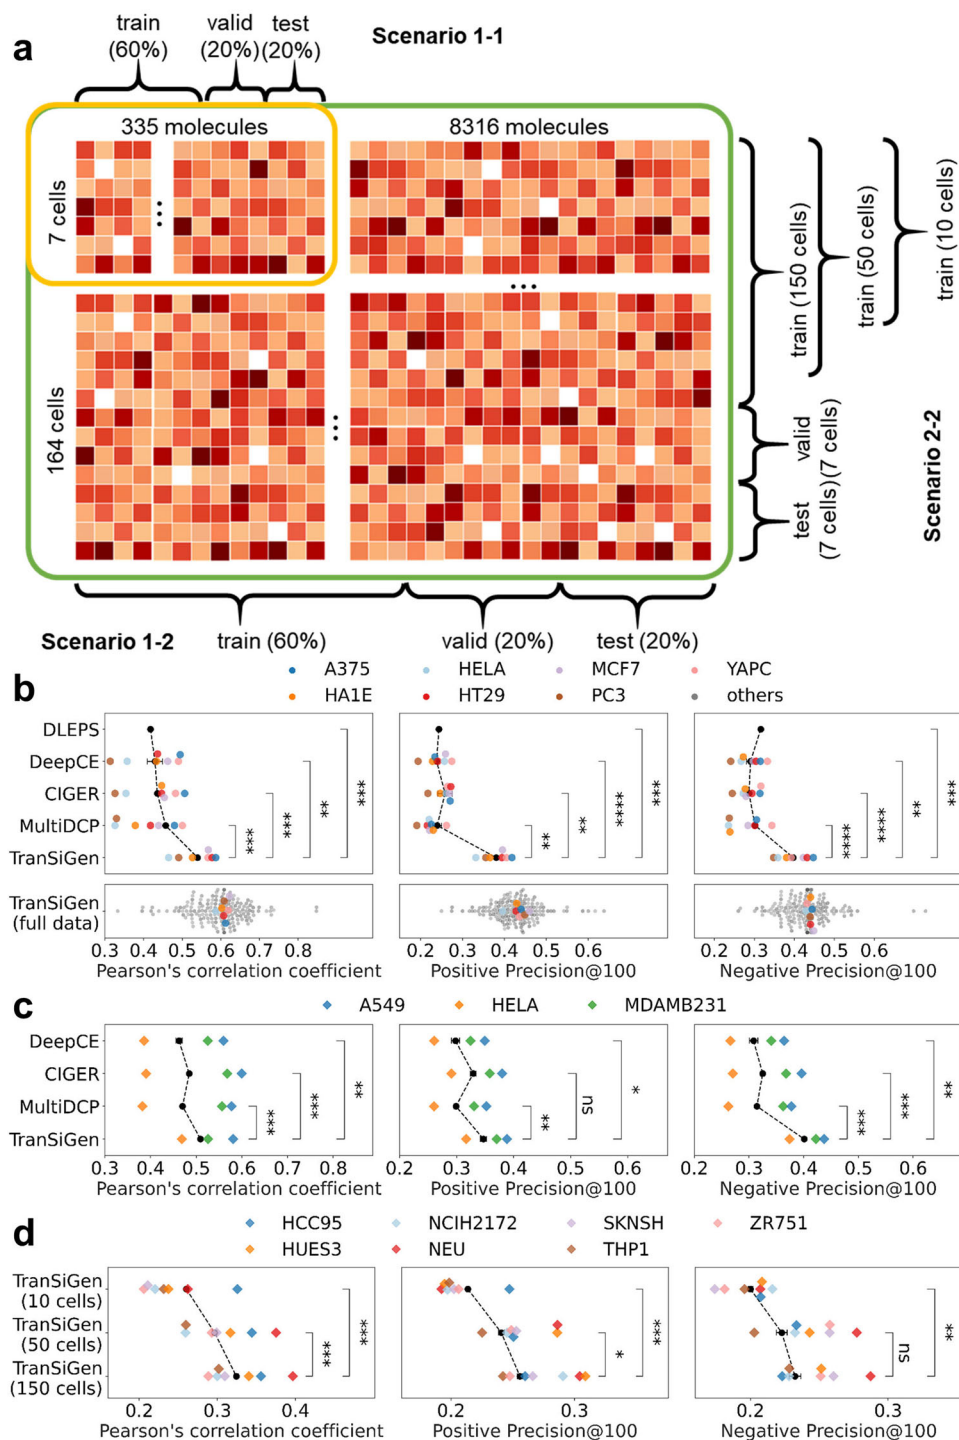 a
train
(60%)
valid
(20%)
test
(20%)
Scenario 1-1
335 molecules
8316 molecules
7 cells
164 cells
train (150 cells)
train (50 cells)
train (10 cells)
valid
(7 cells)
test
(7 cells)
Scenario 2-2
Scenario 1-2
train (60%)
valid (20%)
test (20%)
b
A375
HELA
MCF7
YAPC
HA1E
HT29
PC3
others
DLEPS
DeepCE
CIGER
MultiDCP
TranSiGen
***
**
***
***
***
****
**
**
***
**
****
****
TranSiGen
(full data)
0.3 0.4 0.5 0.6 0.7 0.8
Pearson's correlation coefficient
0.2 0.3 0.4 0.5 0.6
Positive Precision@100
0.2 0.3 0.4 0.5 0.6
Negative Precision@100
c
A549
HELA
MDAMB231
DeepCE
CIGER
MultiDCP
TranSiGen
***
***
**
**
ns
*
***
***
**
0.3 0.4 0.5 0.6 0.7 0.8
Pearson's correlation coefficient
0.2 0.3 0.4 0.5 0.6
Positive Precision@100
0.2 0.3 0.4 0.5 0.6
Negative Precision@100
d
HCC95
NCIH2172
SKNSH
ZR751
HUES3
NEU
THP1
TranSiGen
(10 cells)
TranSiGen
(50 cells)
TranSiGen
(150 cells)
***
***
*
***
ns
**
0.2 0.3 0.4
Pearson's correlation coefficient
0.2 0.3
Positive Precision@100
0.2 0.3
Negative Precision@100